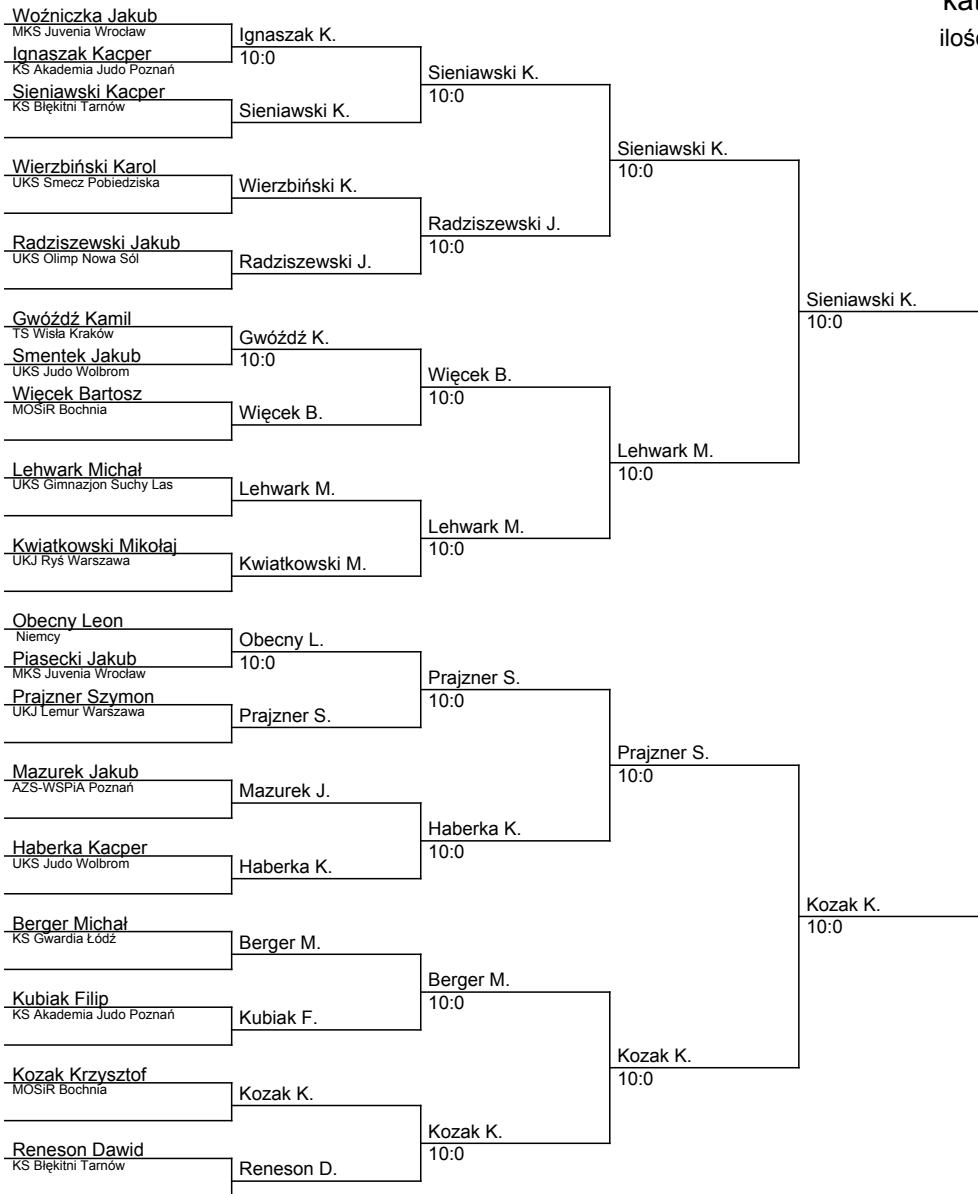 Woźniczka Jakub
MKS Juvenia Wrocław
Ignaszak Kacper
KS Akademia Judo Poznań
Sieniawski Kacper
KS Błękitni Tarnów
Wierzbiński Karol
UKS Smecz Pobiedziska
Radziszewski Jakub
UKS Olimp Nowa Sól
Gwóźdź Kamil
TS Wisła Kraków
Smentek Jakub
UKS Judo Wolbrom
Więcek Bartosz
MOSiR Bochnia
Lehwark Michał
UKS Gimnazjon Suchy Las
Kwiatkowski Mikołaj
UKJ Ryś Warszawa
Obecny Leon
Niemcy
Piasecki Jakub
MKS Juvenia Wrocław
Prajzner Szymon
UKJ Lemur Warszawa
Mazurek Jakub
AZS-WSPiA Poznań
Haberka Kacper
UKS Judo Wolbrom
Berger Michał
KS Gwardia Łódź
Kubiak Filip
KS Akademia Judo Poznań
Kozak Krzysztof
MOSiR Bochnia
Reneson Dawid
KS Błękitni Tarnów
Ignaszak K.
10:0
Sieniawski K.
Wierzbiński K.
Radziszewski J.
Gwóźdź K.
10:0
Więcek B.
Lehwark M.
Kwiatkowski M.
Obecny L.
10:0
Prajzner S.
Mazurek J.
Haberka K.
Berger M.
Kubiak F.
Kozak K.
Reneson D.
Sieniawski K.
10:0
Radziszewski J.
10:0
Więcek B.
10:0
Lehwark M.
10:0
Prajzner S.
10:0
Haberka K.
10:0
Berger M.
10:0
Kozak K.
10:0
Sieniawski K.
10:0
Lehwark M.
10:0
Prajzner S.
10:0
Kozak K.
10:0
Sieniawski K.
10:0
Kozak K.
10:0